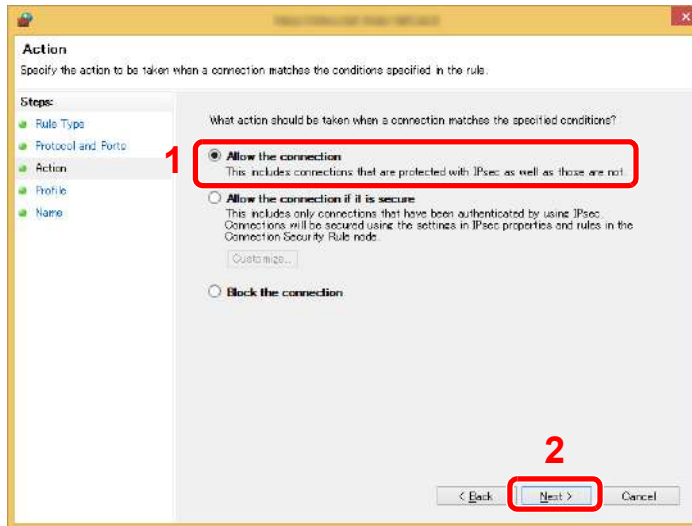 Action
Specify the action to be taken when a connection matches the conditions specified in the rule.
Steps:
Rule Type
Protocol and Ports
Action
Profile
Name
What action should be taken when a connection matches the specified conditions?
1
Allow the connection
This includes connections that are protected with IPsec as well as those are not.
Allow the connection if it is secure
This includes only connections that have been authenticated by using IPsec.
Connections will be secured using the settings in IPsec properties and rules in the
Connection Security Rule node.
Customize...
Block the connection
2
< Back
Next >
Cancel